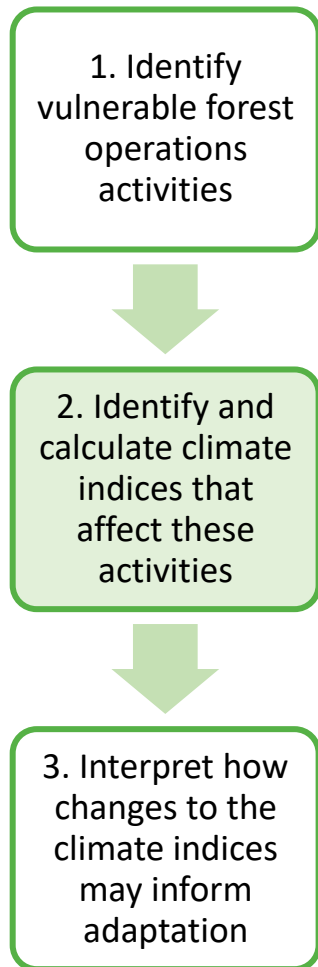 1. Identify
vulnerable forest
operations
activities
2. Identify and
calculate climate
indices that
affect these
activities
3. Interpret how
changes to the
climate indices
may inform
adaptation